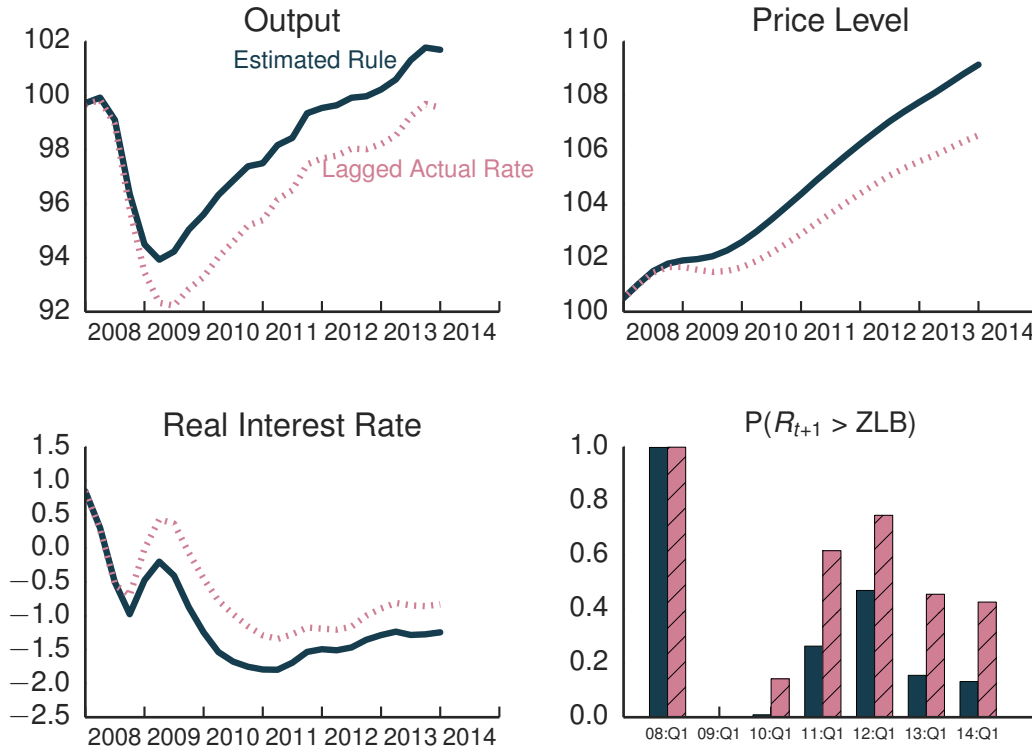 Output
102
100
98
96
94
92
Estimated Rule
Lagged Actual Rate
2008 2009 2010 2011 2012 2013 2014
Price Level
110
108
106
104
102
100
2008 2009 2010 2011 2012 2013 2014
Real Interest Rate
1.5
1.0
0.5
0.0
−0.5
−1.0
−1.5
−2.0
−2.5
2008 2009 2010 2011 2012 2013 2014
P(R_{t+1} > ZLB)
1.0
0.8
0.6
0.4
0.2
0.0
08:Q1 09:Q1 10:Q1 11:Q1 12:Q1 13:Q1 14:Q1